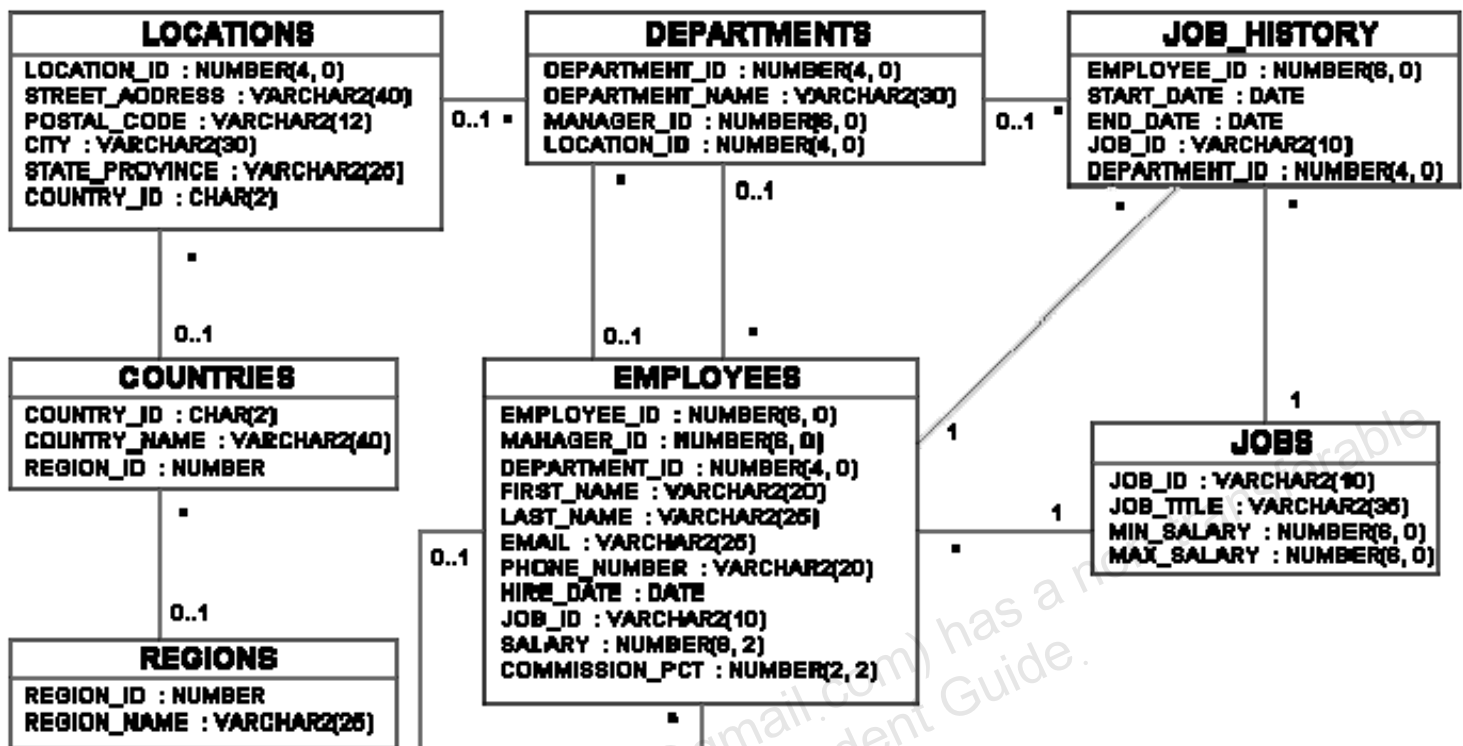 LOCATIONS
LOCATION_ID : NUMBER(4, 0)
STREET_ADDRESS : VARCHAR2(40)
POSTAL_CODE : VARCHAR2(12)
CITY : VARCHAR2(30)
STATE_PROVINCE : VARCHAR2(25)
COUNTRY_ID : CHAR(2)
0..1 *
DEPARTMENTS
DEPARTMENT_ID : NUMBER(4, 0)
DEPARTMENT_NAME : VARCHAR2(30)
MANAGER_ID : NUMBER(6, 0)
LOCATION_ID : NUMBER(4, 0)
0..1 *
JOB_HISTORY
EMPLOYEE_ID : NUMBER(6, 0)
START_DATE : DATE
END_DATE : DATE
JOB_ID : VARCHAR2(10)
DEPARTMENT_ID : NUMBER(4, 0)
*
0..1
*
*
*
0..1
0..1
*
COUNTRIES
COUNTRY_ID : CHAR(2)
COUNTRY_NAME : VARCHAR2(40)
REGION_ID : NUMBER
*
0..1
EMPLOYEES
EMPLOYEE_ID : NUMBER(6, 0)
MANAGER_ID : NUMBER(6, 0)
DEPARTMENT_ID : NUMBER(4, 0)
FIRST_NAME : VARCHAR2(20)
LAST_NAME : VARCHAR2(25)
EMAIL : VARCHAR2(25)
PHONE_NUMBER : VARCHAR2(20)
HIRE_DATE : DATE
JOB_ID : VARCHAR2(10)
SALARY : NUMBER(8, 2)
COMMISSION_PCT : NUMBER(2, 2)
0..1
*
1
1
*
1
JOBS
JOB_ID : VARCHAR2(10)
JOB_TITLE : VARCHAR2(35)
MIN_SALARY : NUMBER(6, 0)
MAX_SALARY : NUMBER(6, 0)
REGIONS
REGION_ID : NUMBER
REGION_NAME : VARCHAR2(25)
gmail.com) has a
Guide.